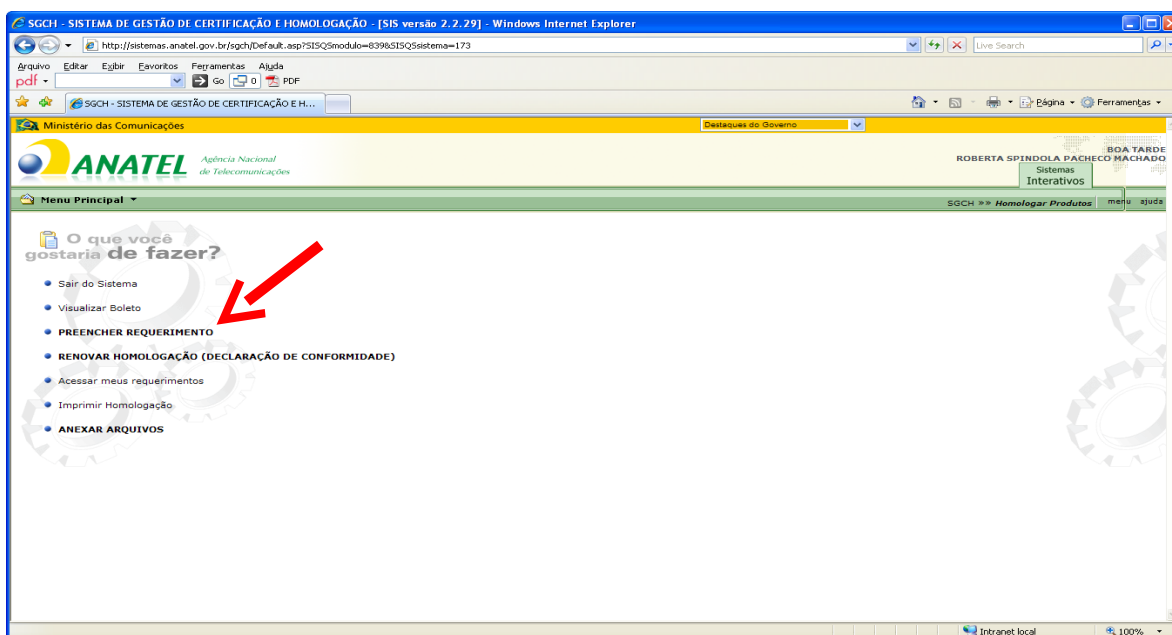 SGCH - SISTEMA DE GESTÃO DE CERTIFICAÇÃO E HOMOLOGAÇÃO - [SIS versão 2.2.29] - Windows Internet Explorer
http://sistemas.anatel.gov.br/sgch/Default.asp?SISQSmodulo=839&SISQSsistema=173
Live Search
Arquivo Editar Exibir Favoritos Ferramentas Ajuda
pdf Go 0 PDF
SGCH - SISTEMA DE GESTÃO DE CERTIFICAÇÃO E H...
Página Ferramentas
Ministério das Comunicações
Destaques do Governo
ANATEL
Agência Nacional
de Telecomunicações
BOA TARDE
ROBERTA SPINDOLA PACHECO MACHADO
Sistemas
Interativos
Menu Principal
SGCH »» Homologar Produtos menu ajuda
O que você
gostaria de fazer?
Sair do Sistema
Visualizar Boleto
PREENCHER REQUERIMENTO
RENOVAR HOMOLOGAÇÃO (DECLARAÇÃO DE CONFORMIDADE)
Acessar meus requerimentos
Imprimir Homologação
ANEXAR ARQUIVOS
Intranet local
100%